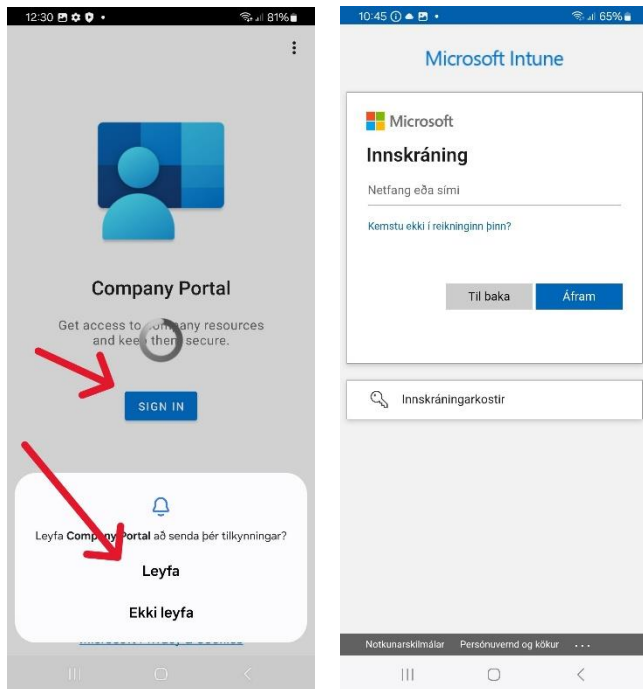 12:30
81%
Company Portal
Get access to company resources
and keep them secure.
SIGN IN
Leyfa Company Portal að senda þér tilkynningar?
Leyfa
Ekki leyfa
10:45
65%
Microsoft Intune
Microsoft
Innskráning
Netfang eða sími
Kemstu ekki í reikninginn þinn?
Til baka
Áfram
Innskráningarkostir
Notkunarskilmálar Persónuvernd og kökur ...